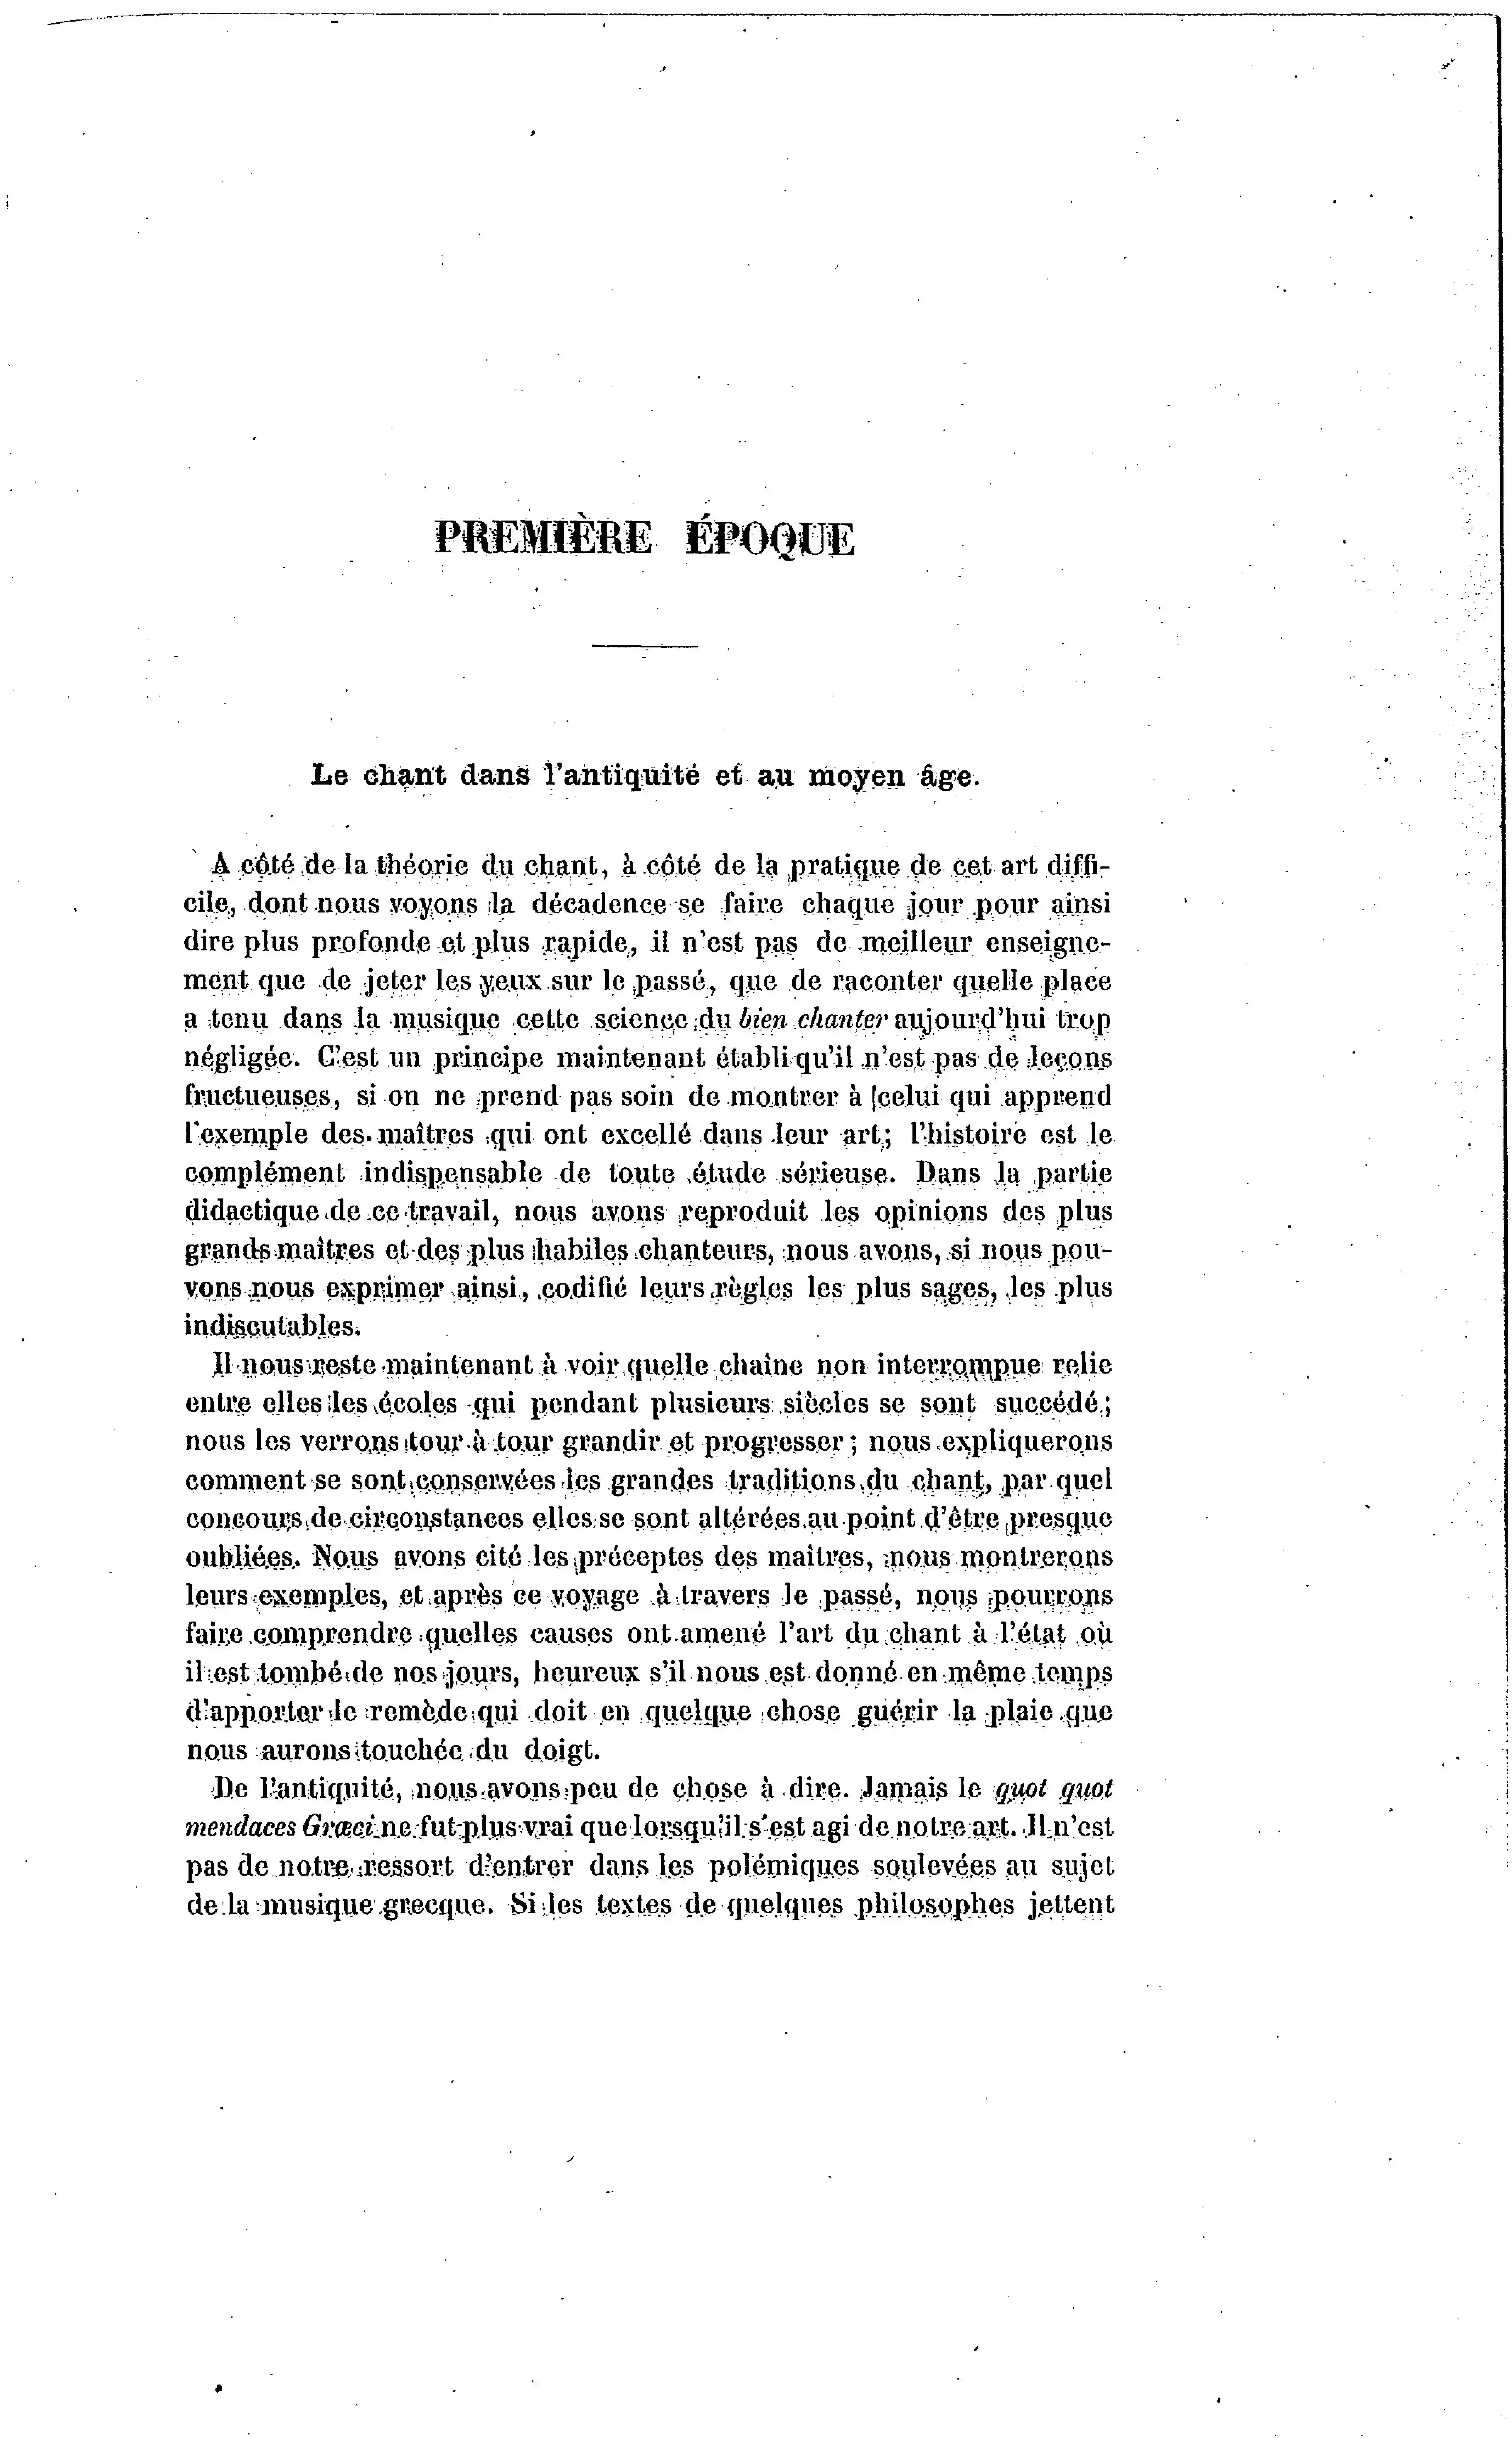 PREMIÈRE ÉPOQUE
Le chant dans l'antiquité et au moyen âge.
A côté de la théorie du chant, à côté de la pratique de cet art diffi-
cile, dont nous voyons la décadence se faire chaque jour pour ainsi
dire plus profonde et plus rapide, il n'est pas de meilleur enseigne-
ment que de jeter les yeux sur le passé, que de raconter quelle place
a tenu dans la musique cette science du bien chanter aujourd'hui trop
négligée. C'est un principe maintenant établi qu'il n'est pas de leçons
fructueuses, si on ne prend pas soin de montrer à celui qui apprend
l'exemple des maîtres qui ont excellé dans leur art; l'histoire est le
complément indispensable de toute étude sérieuse. Dans la partie
didactique de ce travail, nous avons reproduit les opinions des plus
grands maîtres et des plus habiles chanteurs, nous avons, si nous pou-
vons nous exprimer ainsi, codifié leurs règles les plus sages, les plus
indiscutables.
Il nous reste maintenant à voir quelle chaîne non interrompue relie
entre elles les écoles qui pendant plusieurs siècles se sont succédé;
nous les verrons tour à tour grandir et progresser; nous expliquerons
comment se sont conservées les grandes traditions du chant, par quel
concours de circonstances elles se sont altérées au point d'être presque
oubliées. Nous avons cité les préceptes des maîtres, nous montrerons
leurs exemples, et après ce voyage à travers le passé, nous pourrons
faire comprendre quelles causes ont amené l'art du chant à l'état où
il est tombé de nos jours, heureux s'il nous est donné en même temps
d'apporter le remède qui doit en quelque chose guérir la plaie que
nous aurons touchée du doigt.
De l'antiquité, nous avons peu de chose à dire. Jamais le quot quot
mendaces Græci ne fut plus vrai que lorsqu'il s'est agi de notre art. Il n'est
pas de notre ressort d'entrer dans les polémiques soulevées au sujet
de la musique grecque. Si les textes de quelques philosophes jettent